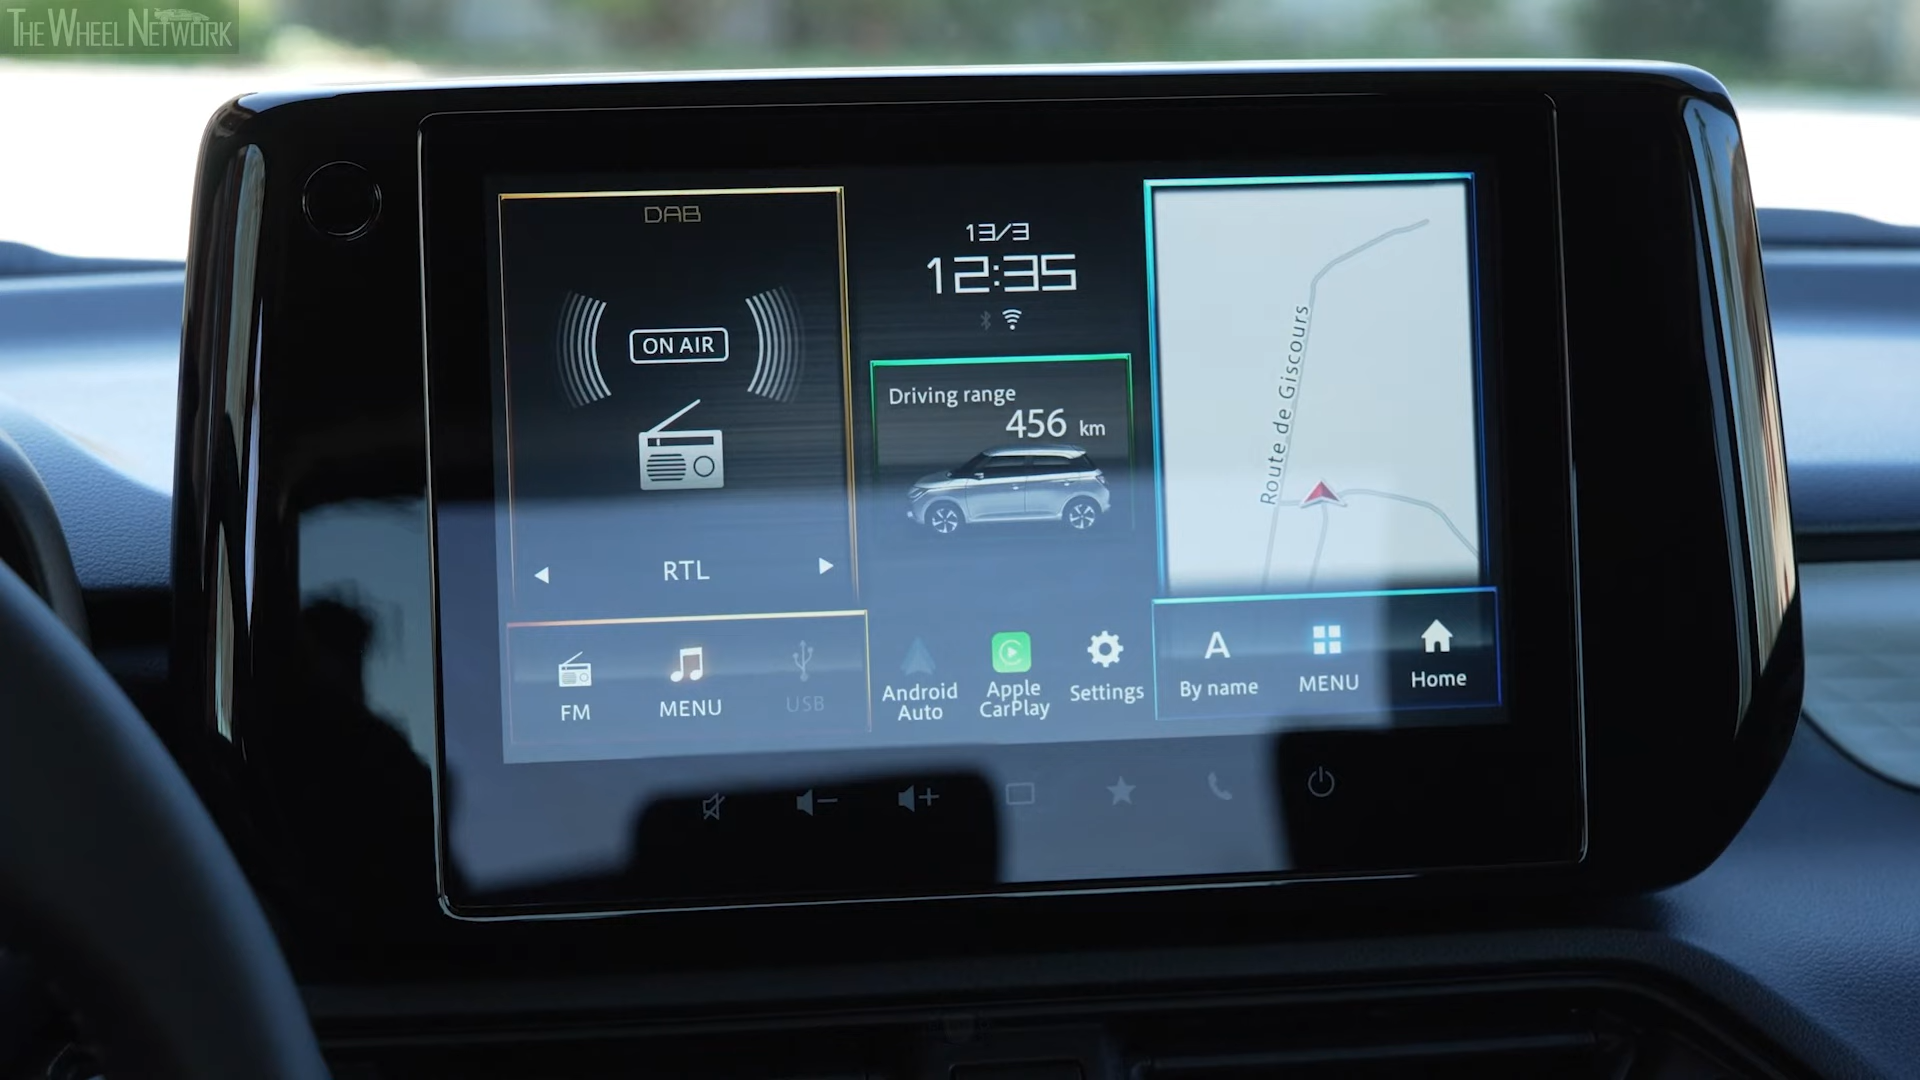 THE WHEEL NETWORK
DAB
ON AIR
RTL
FM
MENU
USB
13/3
12:35
Driving range
456 km
Android
Auto
Apple
CarPlay
Settings
Route de Giscours
A
By name
MENU
Home